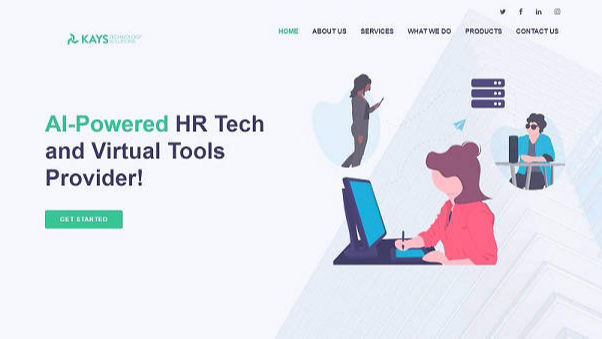 KAYS TECHNOLOGY
SOLUTIONS
HOME ABOUT US SERVICES WHAT WE DO PRODUCTS CONTACT US
AI-Powered HR Tech
and Virtual Tools
Provider!
GET STARTED